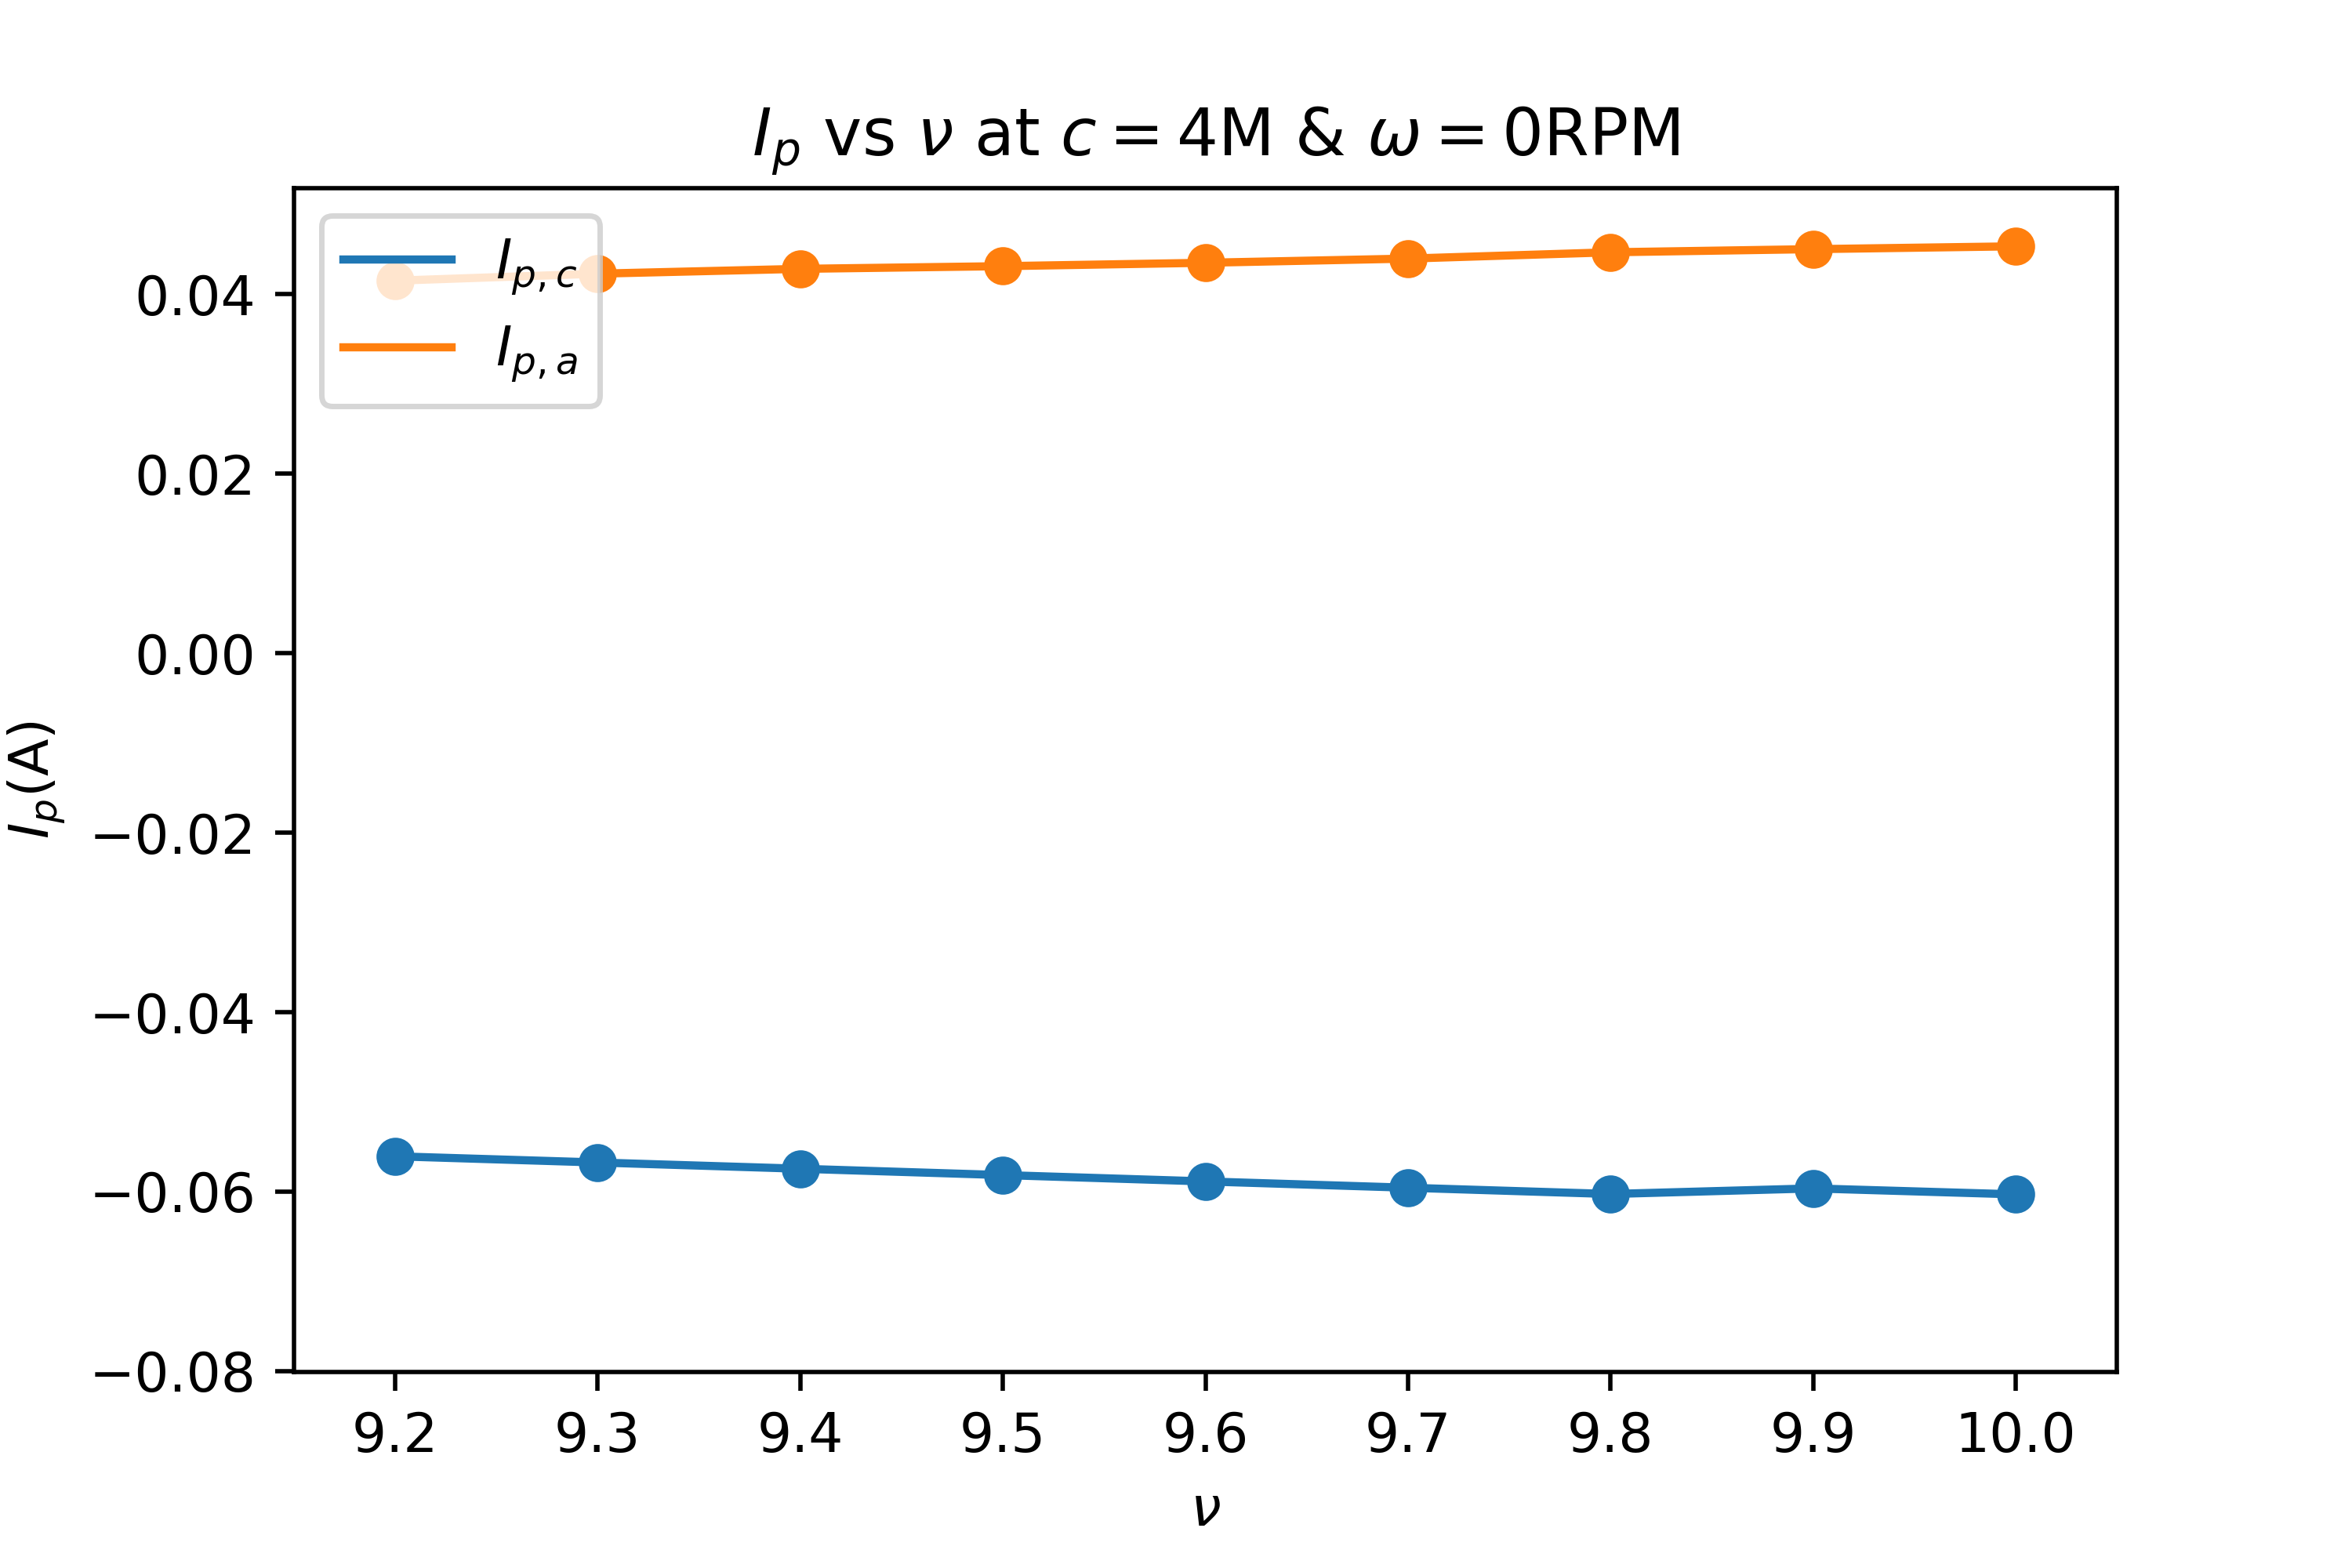 I_p vs ν at c = 4M & ω = 0RPM
I_p,c
I_p,a
0.04
0.02
0.00
−0.02
−0.04
−0.06
−0.08
I_p(A)
9.2 9.3 9.4 9.5 9.6 9.7 9.8 9.9 10.0
ν